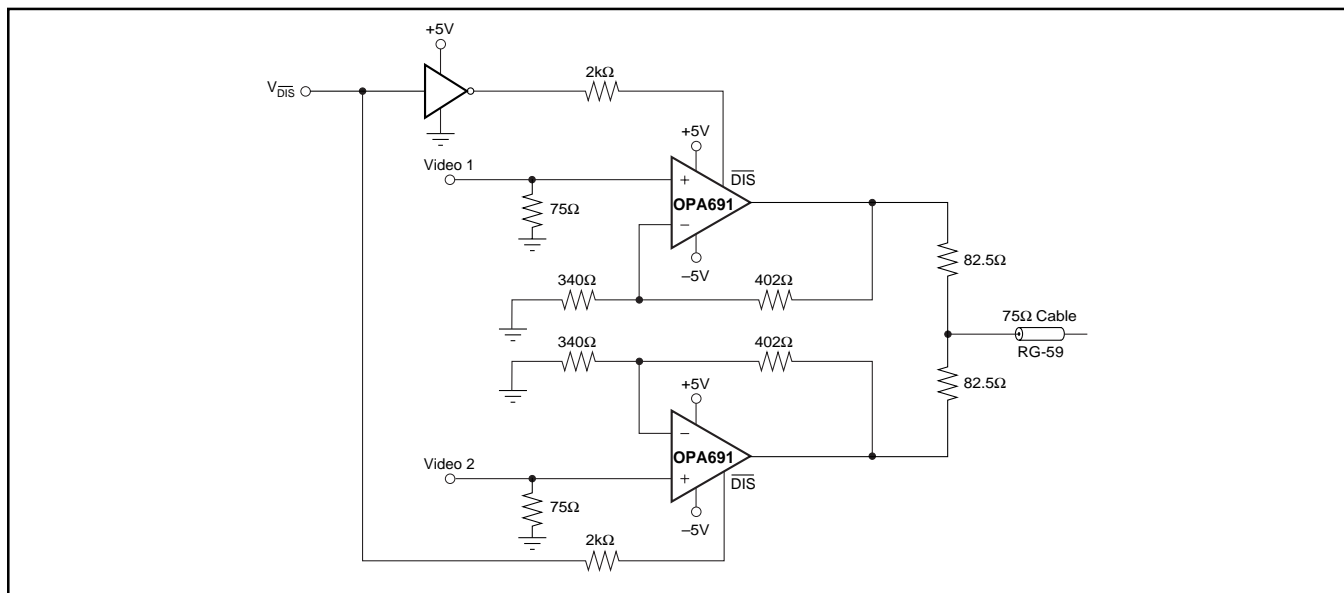 +5V
V DIS
2kΩ
+5V
Video 1
DIS
+
OPA691
75Ω
−
82.5Ω
–5V
340Ω
402Ω
75Ω Cable
RG-59
340Ω
402Ω
+5V
82.5Ω
−
OPA691
Video 2
+
DIS
75Ω
–5V
2kΩ